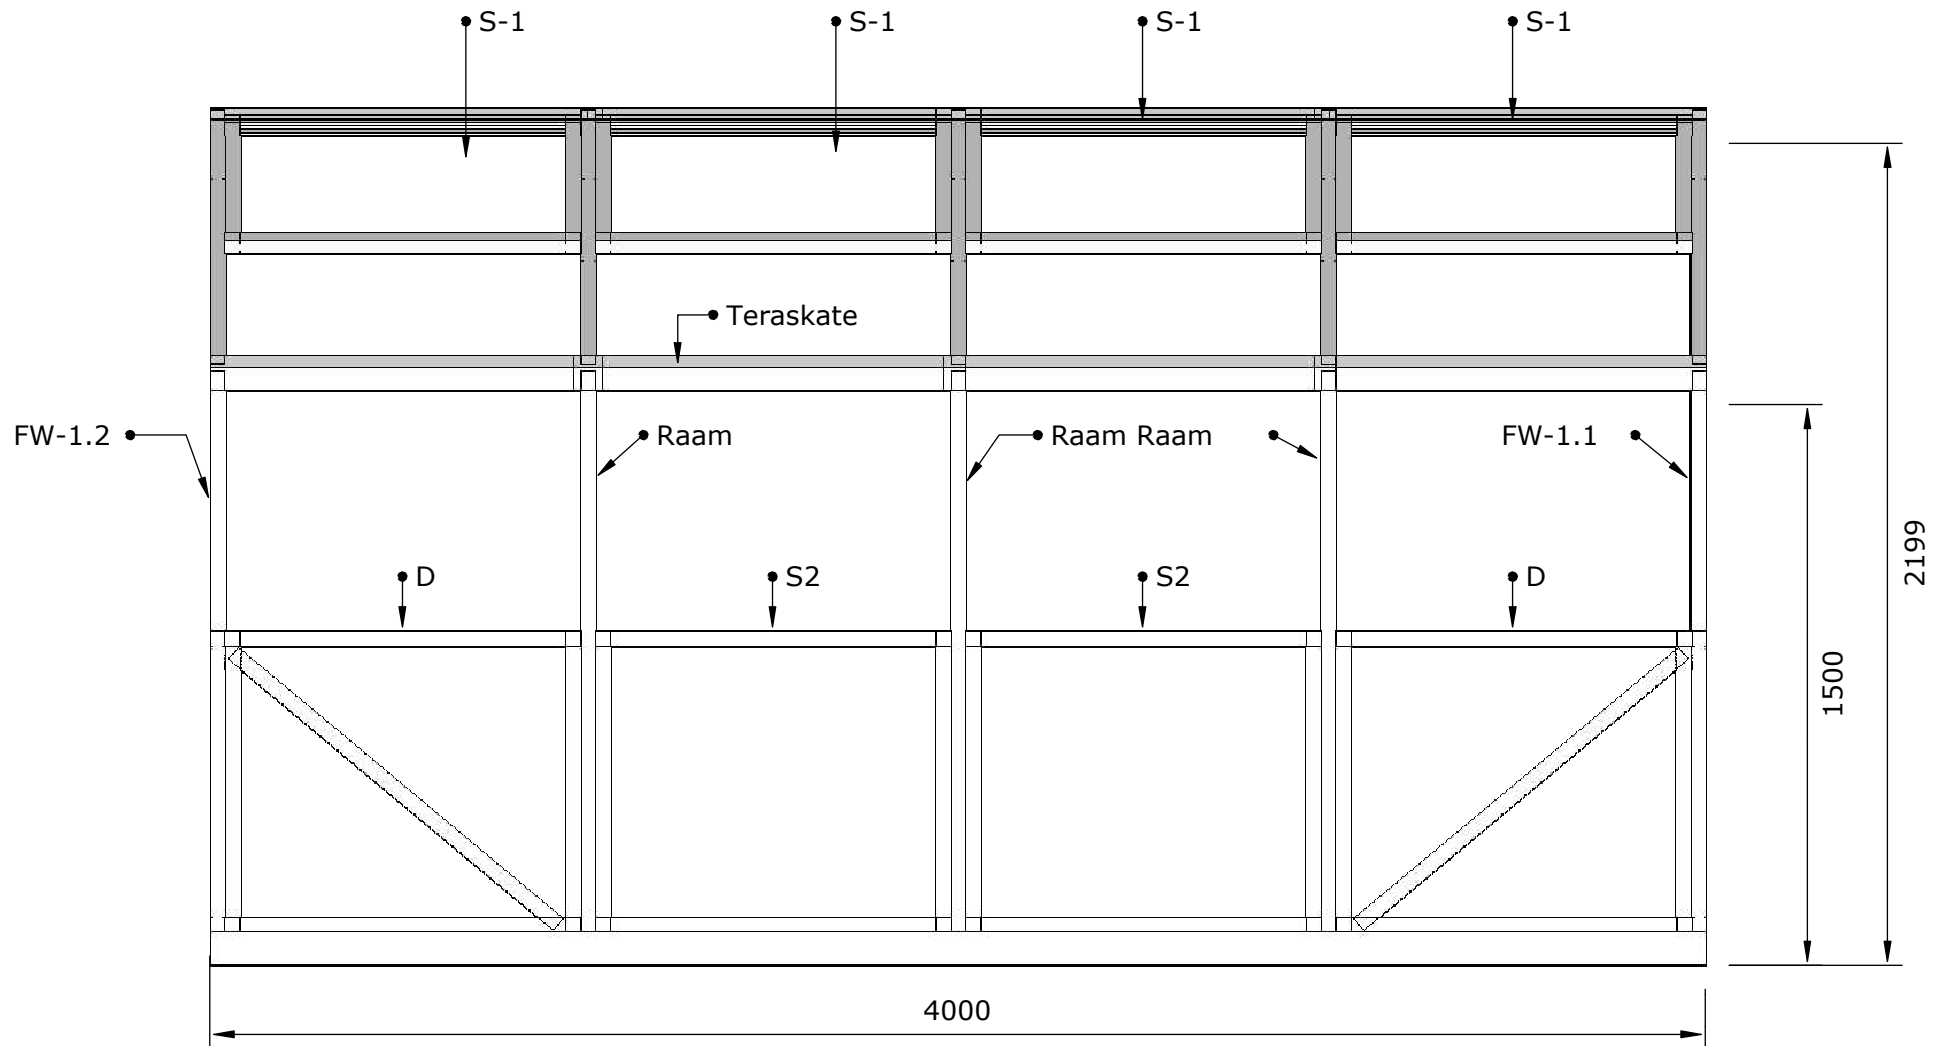 S-1
S-1
S-1
S-1
Teraskate
FW-1.2
Raam
Raam Raam
FW-1.1
D
S2
S2
D
2199
1500
4000